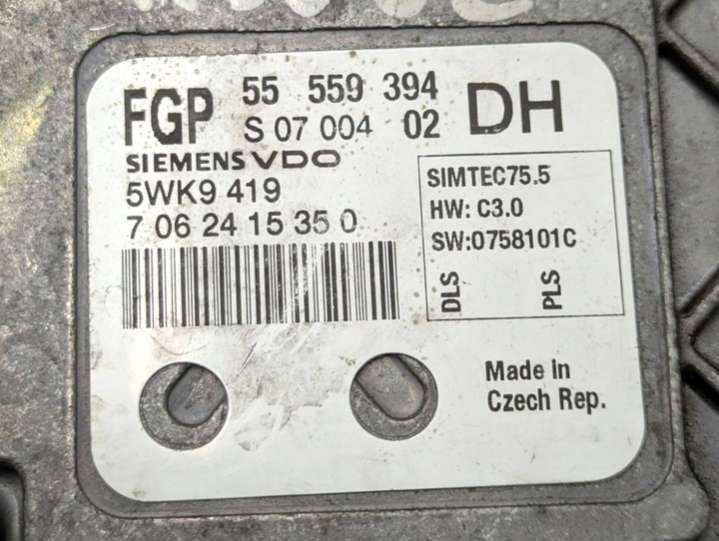 FGP 55 559 394 DH
S 07 004 02
SIEMENS VDO
5WK9 419
7 06 24 15 35 0
SIMTEC75.5
HW: C3.0
SW:0758101C
DLS PLS
Made in
Czech Rep.